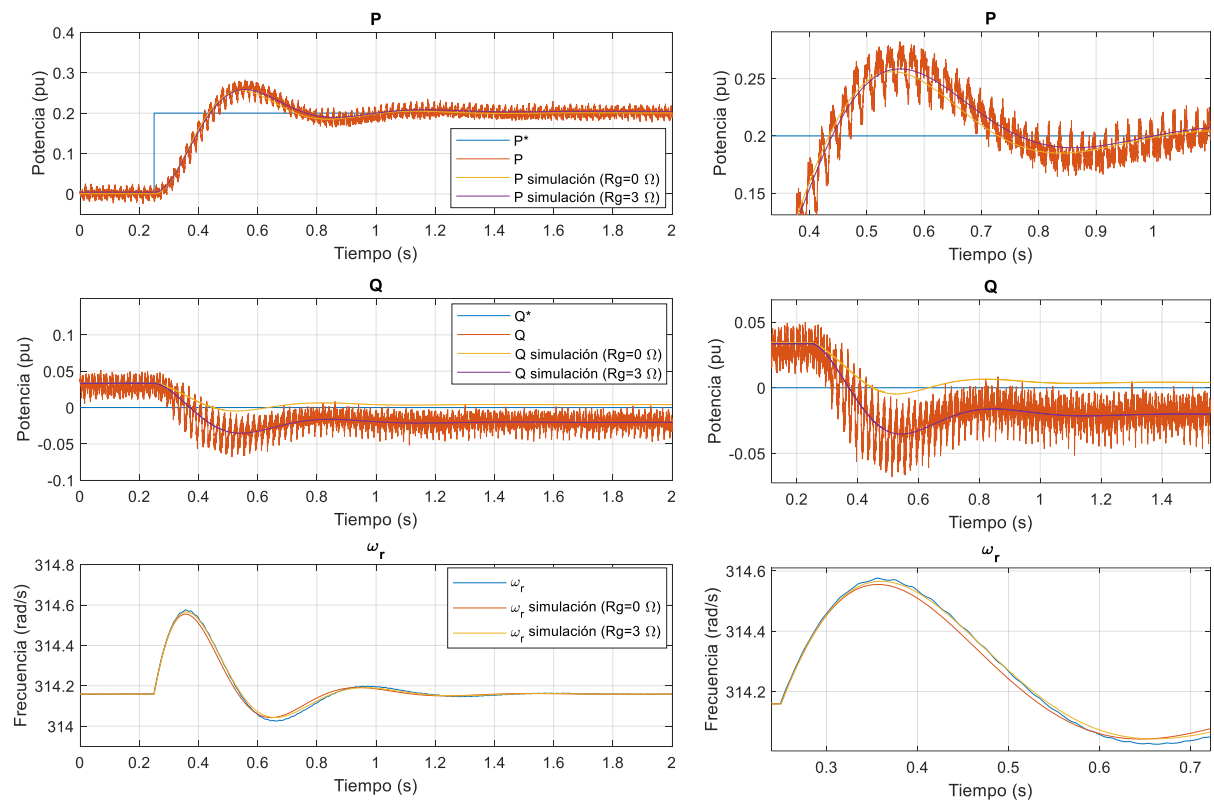 P
0.4
0.3
0.2
0.1
0
Potencia (pu)
P*
P
P simulación (Rg=0 Ω)
P simulación (Rg=3 Ω)
0 0.2 0.4 0.6 0.8 1 1.2 1.4 1.6 1.8 2
Tiempo (s)
P
0.25
0.2
0.15
Potencia (pu)
0.4 0.5 0.6 0.7 0.8 0.9 1
Tiempo (s)
Q
0.1
0.05
0
-0.05
-0.1
Potencia (pu)
Q*
Q
Q simulación (Rg=0 Ω)
Q simulación (Rg=3 Ω)
0 0.2 0.4 0.6 0.8 1 1.2 1.4 1.6 1.8 2
Tiempo (s)
Q
0.05
0
-0.05
Potencia (pu)
0.2 0.4 0.6 0.8 1 1.2 1.4
Tiempo (s)
ωr
314.8
314.6
314.4
314.2
314
Frecuencia (rad/s)
ωr
ωr simulación (Rg=0 Ω)
ωr simulación (Rg=3 Ω)
0 0.2 0.4 0.6 0.8 1 1.2 1.4 1.6 1.8 2
Tiempo (s)
ωr
314.6
314.4
314.2
Frecuencia (rad/s)
0.3 0.4 0.5 0.6 0.7
Tiempo (s)